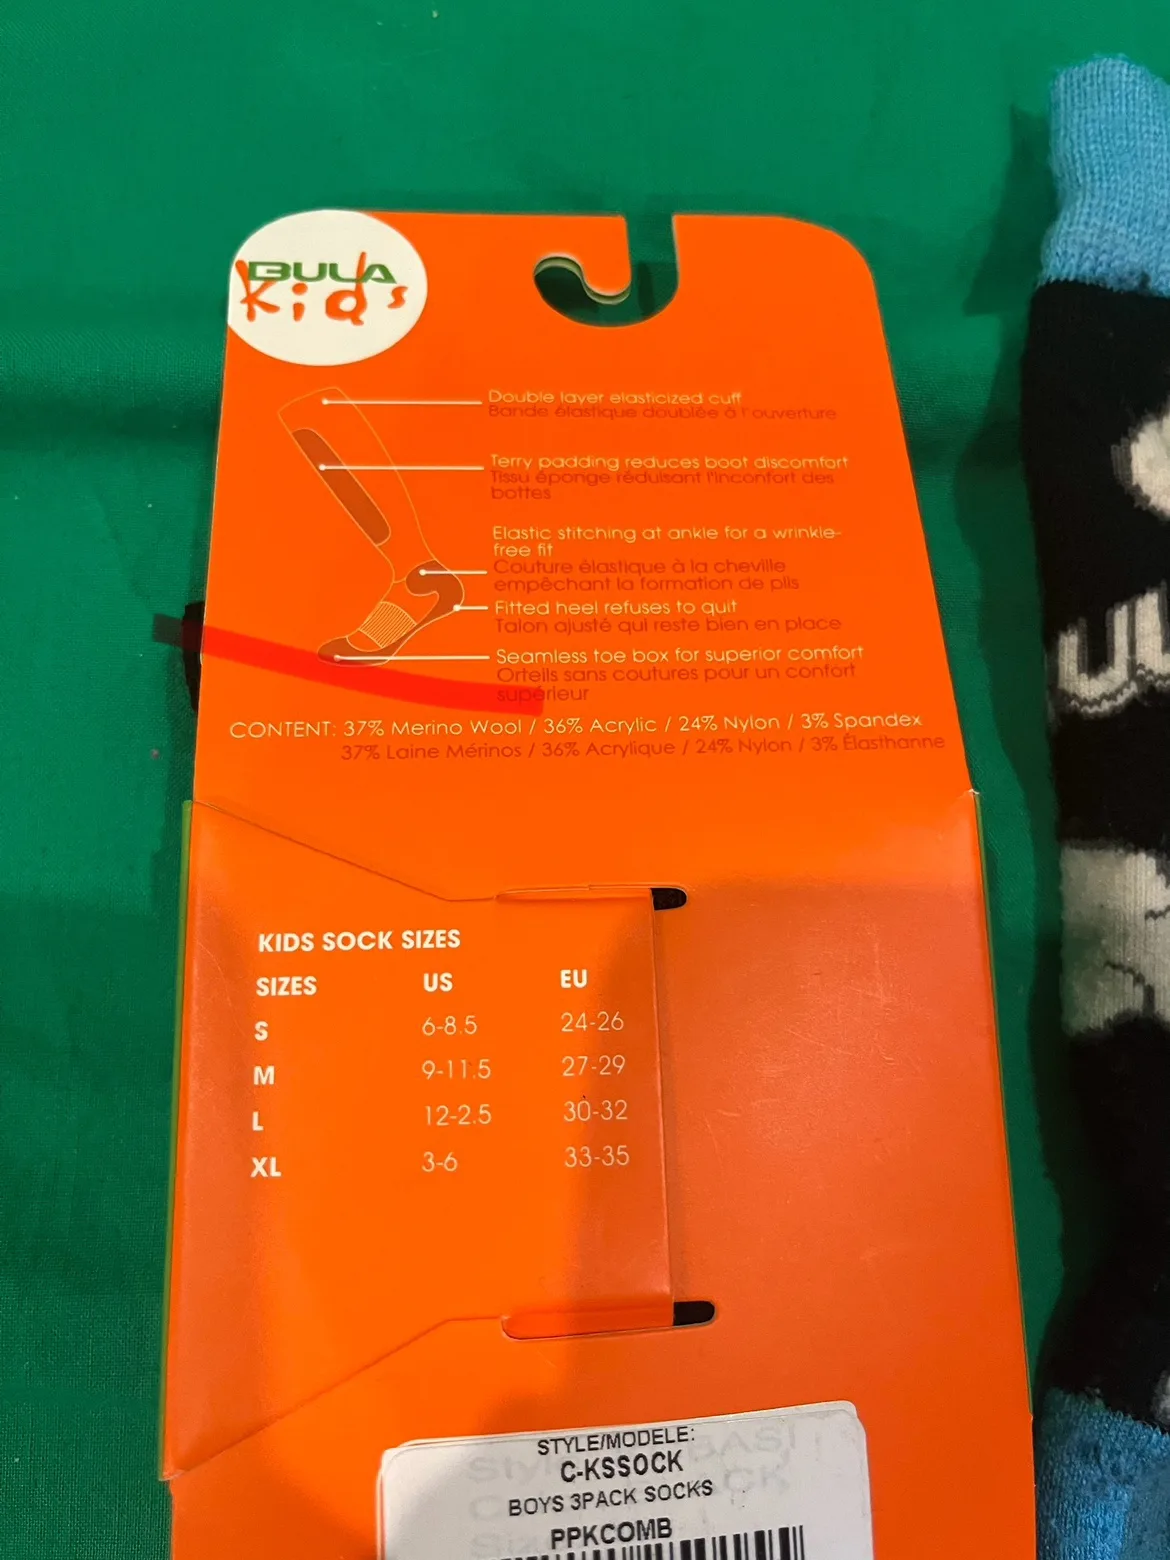 BULA
Kids
Double layer elasticized cuff
Bande élastique doublée à l'ouverture
Terry padding reduces boot discomfort
Tissu éponge réduisant l'inconfort des
bottes
Elastic stitching at ankle for a wrinkle-
free fit
Couture élastique à la cheville
empêchant la formation de plis
Fitted heel refuses to quit
Talon ajusté qui reste bien en place
Seamless toe box for superior comfort
Orteils sans coutures pour un confort
supérieur
CONTENT: 37% Merino Wool / 36% Acrylic / 24% Nylon / 3% Spandex
37% Laine Mérinos / 36% Acrylique / 24% Nylon / 3% Élasthanne
KIDS SOCK SIZES
SIZES US EU
S 6-8.5 24-26
M 9-11.5 27-29
L 12-2.5 30-32
XL 3-6 33-35
STYLE/MODELE:
C-KSSOCK
BOYS 3PACK SOCKS
PPKCOMB